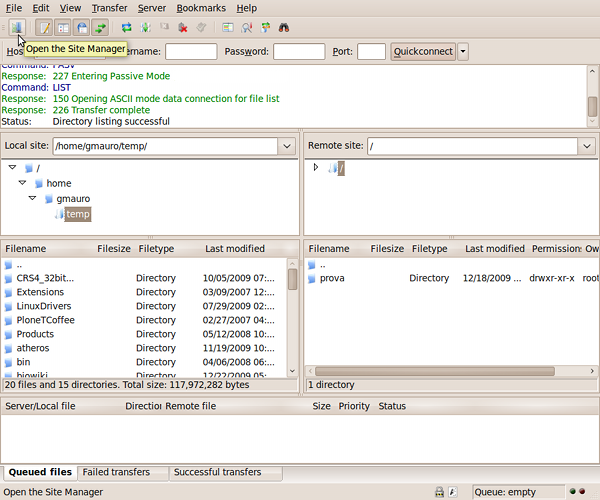 File Edit View Transfer Server Bookmarks Help
Open the Site Manager
Hos ername: Password: Port: Quickconnect
Command: PASV
Response: 227 Entering Passive Mode
Command: LIST
Response: 150 Opening ASCII mode data connection for file list
Response: 226 Transfer complete
Status: Directory listing successful
Local site: /home/gmauro/temp/ Remote site: /
/ /
home
gmauro
temp
Filename Filesize Filetype Last modified Filename Filesize Filetype Last modified Permissions Ow
.. ..
CRS4_32bit... Directory 10/05/2009 07:... prova Directory 12/18/2009 ... drwxr-xr-x root
Extensions Directory 03/09/2007 12:...
LinuxDrivers Directory 07/29/2009 02:...
PloneTCoffee Directory 02/27/2007 04:...
Products Directory 05/12/2008 10:...
atheros Directory 11/19/2009 10:...
bin Directory 04/06/2008 06:...
biowiki Directory 12/22/2009 05:...
20 files and 15 directories. Total size: 117,972,282 bytes 1 directory
Server/Local file Direction Remote file Size Priority Status
Queued files Failed transfers Successful transfers
Open the Site Manager Queue: empty